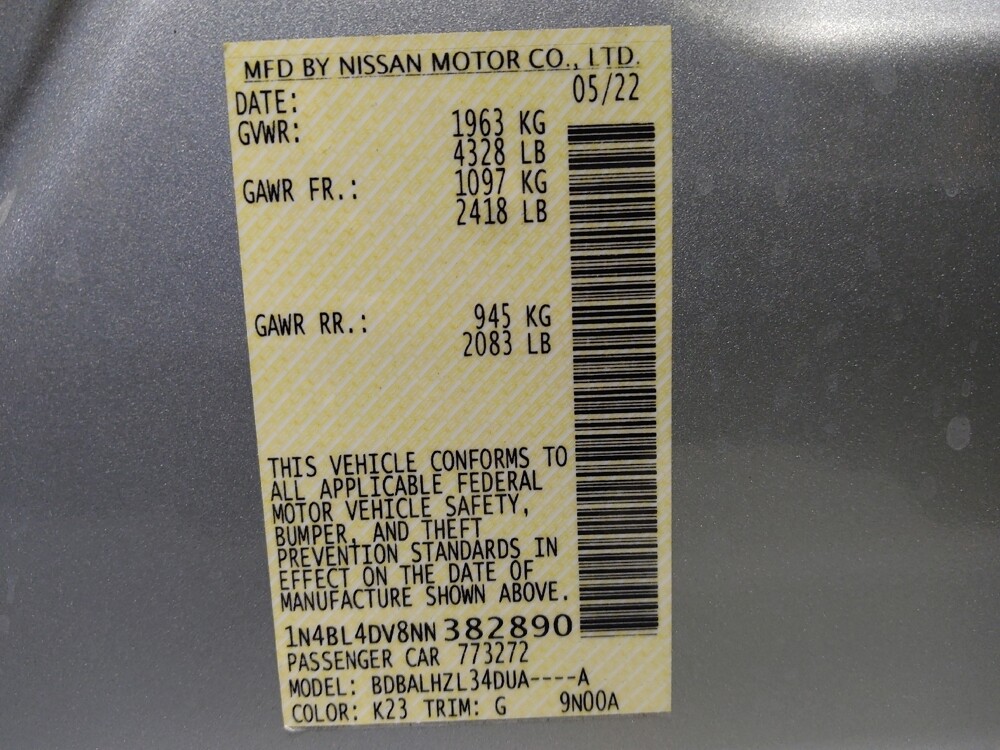 MFD BY NISSAN MOTOR CO., LTD.
DATE: 05/22
GVWR: 1963 KG
4328 LB
GAWR FR.: 1097 KG
2418 LB
GAWR RR.: 945 KG
2083 LB
THIS VEHICLE CONFORMS TO
ALL APPLICABLE FEDERAL
MOTOR VEHICLE SAFETY,
BUMPER, AND THEFT
PREVENTION STANDARDS IN
EFFECT ON THE DATE OF
MANUFACTURE SHOWN ABOVE.
1N4BL4DV8NN382890
PASSENGER CAR 773272
MODEL: BDBALHZL34DUA----A
COLOR: K23 TRIM: G 9N00A